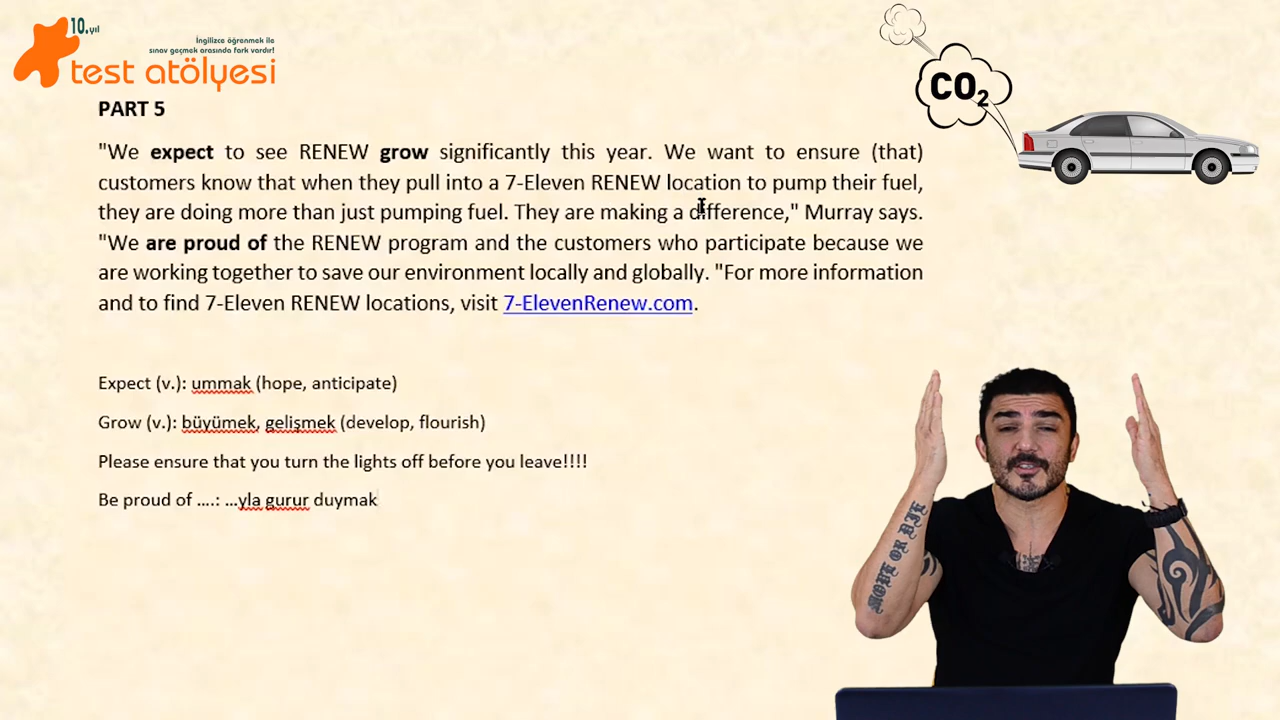 10.yıl
İngilizce öğrenmek ile
sınav geçmek arasında fark vardır!
test atölyesi
CO2
PART 5
"We expect to see RENEW grow significantly this year. We want to ensure (that)
customers know that when they pull into a 7-Eleven RENEW location to pump their fuel,
they are doing more than just pumping fuel. They are making a difference," Murray says.
"We are proud of the RENEW program and the customers who participate because we
are working together to save our environment locally and globally. "For more information
and to find 7-Eleven RENEW locations, visit 7-ElevenRenew.com.
Expect (v.): ummak (hope, anticipate)
Grow (v.): büyümek, gelişmek (develop, flourish)
Please ensure that you turn the lights off before you leave!!!!
Be proud of ....: ...yla gurur duymak